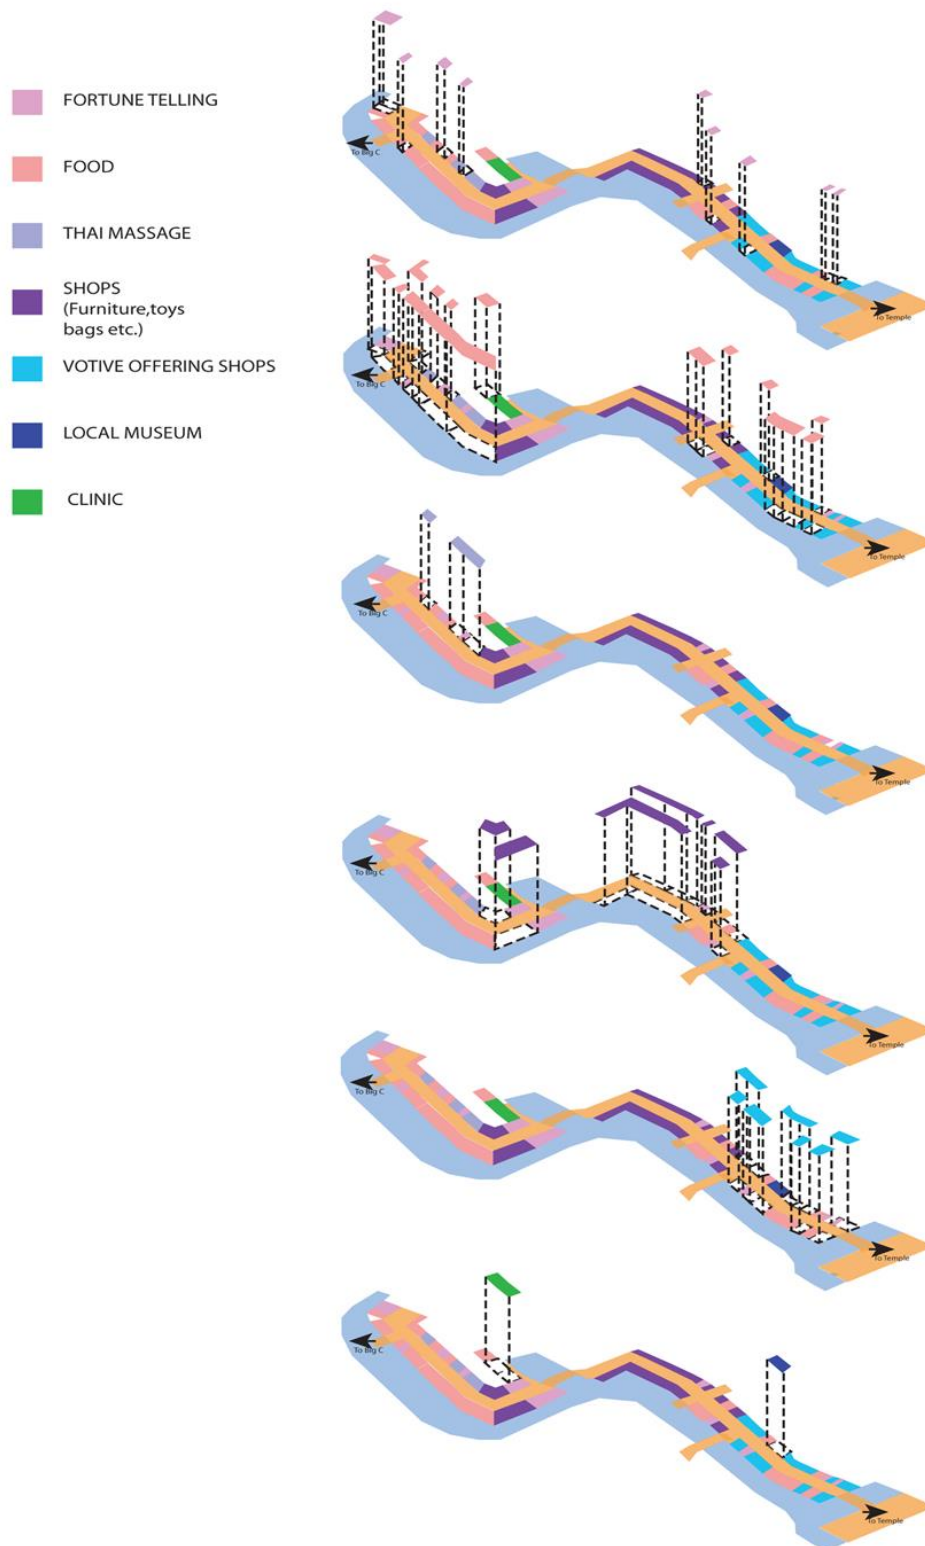 FORTUNE TELLING
FOOD
THAI MASSAGE
SHOPS
(Furniture,toys
bags etc.)
VOTIVE OFFERING SHOPS
LOCAL MUSEUM
CLINIC
To Big C
To Temple
To Big C
To Temple
To Big C
To Temple
To Big C
To Temple
To Big C
To Temple
To Big C
To Temple